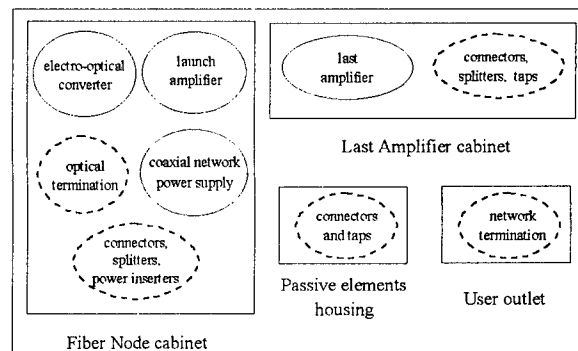 electro-optical
converter
launch
amplifier
optical
termination
coaxial network
power supply
connectors,
splitters,
power inserters
Fiber Node cabinet
last
amplifier
connectors,
splitters, taps
Last Amplifier cabinet
connectors
and taps
Passive elements
housing
network
termination
User outlet